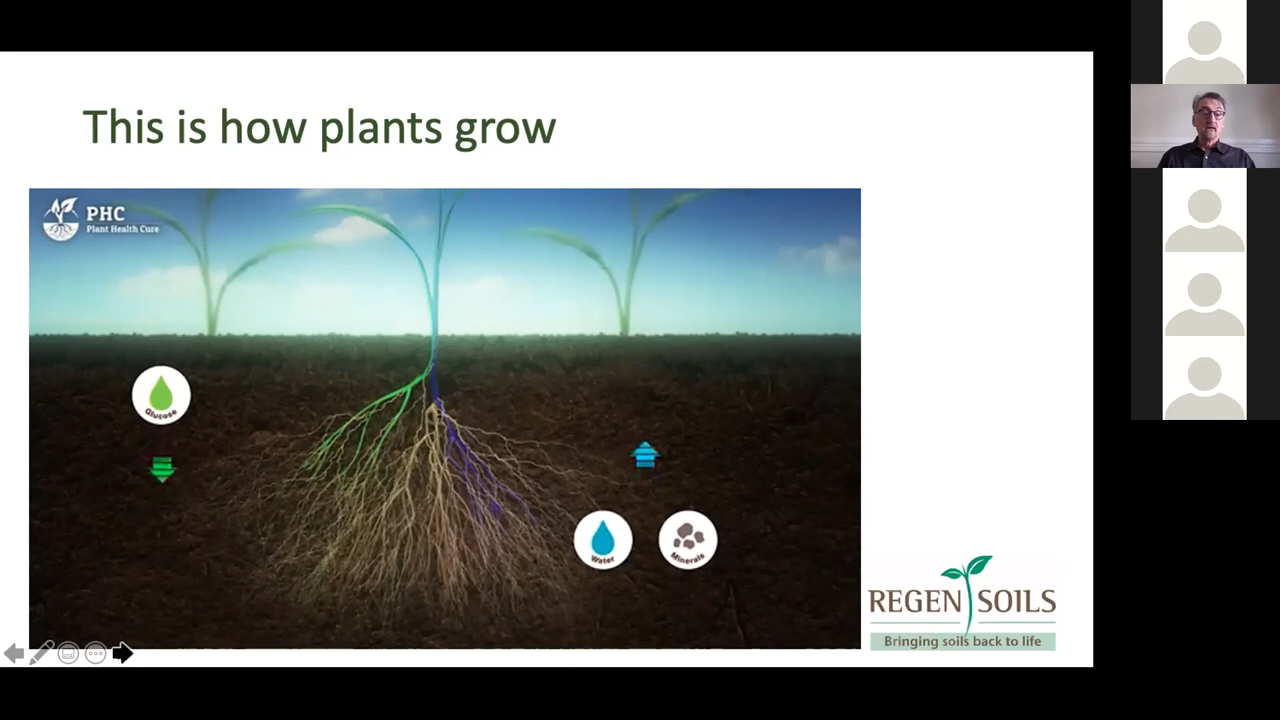 This is how plants grow
PHC
Plant Health Cure
Glucose
Water
Minerals
REGEN SOILS
Bringing soils back to life